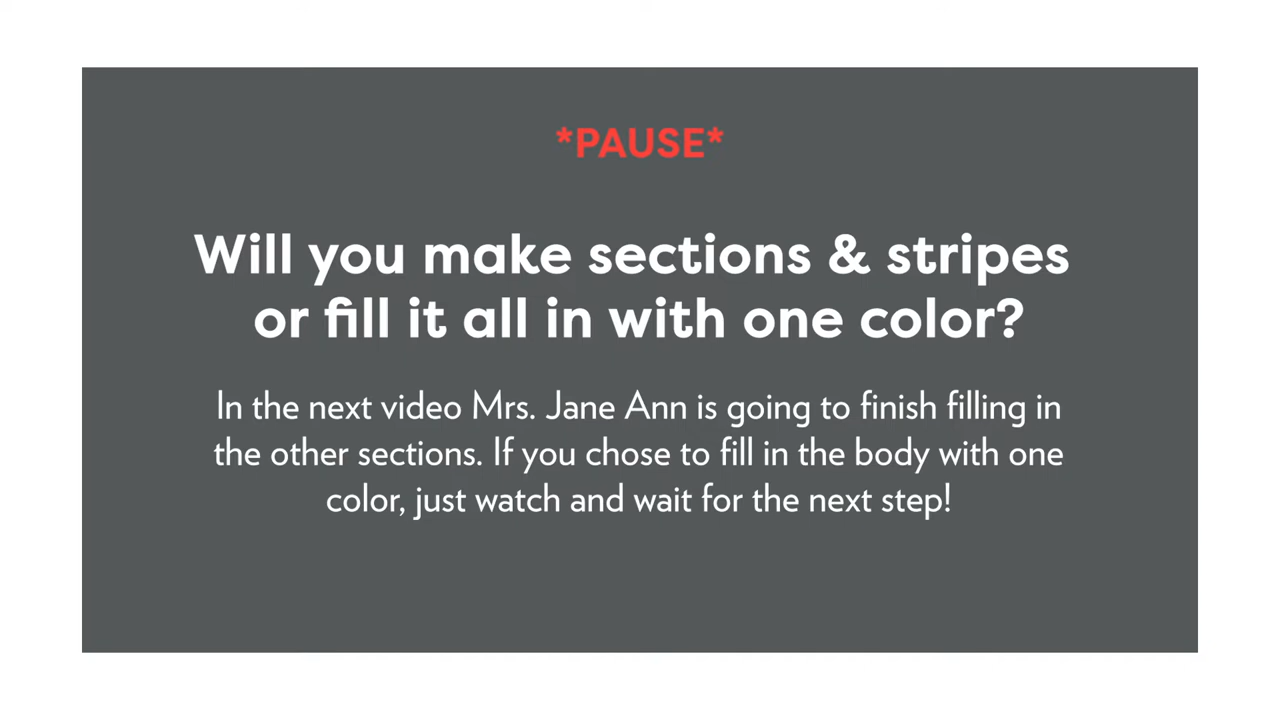 *PAUSE*
Will you make sections & stripes
or fill it all in with one color?
In the next video Mrs. Jane Ann is going to finish filling in
the other sections. If you chose to fill in the body with one
color, just watch and wait for the next step!